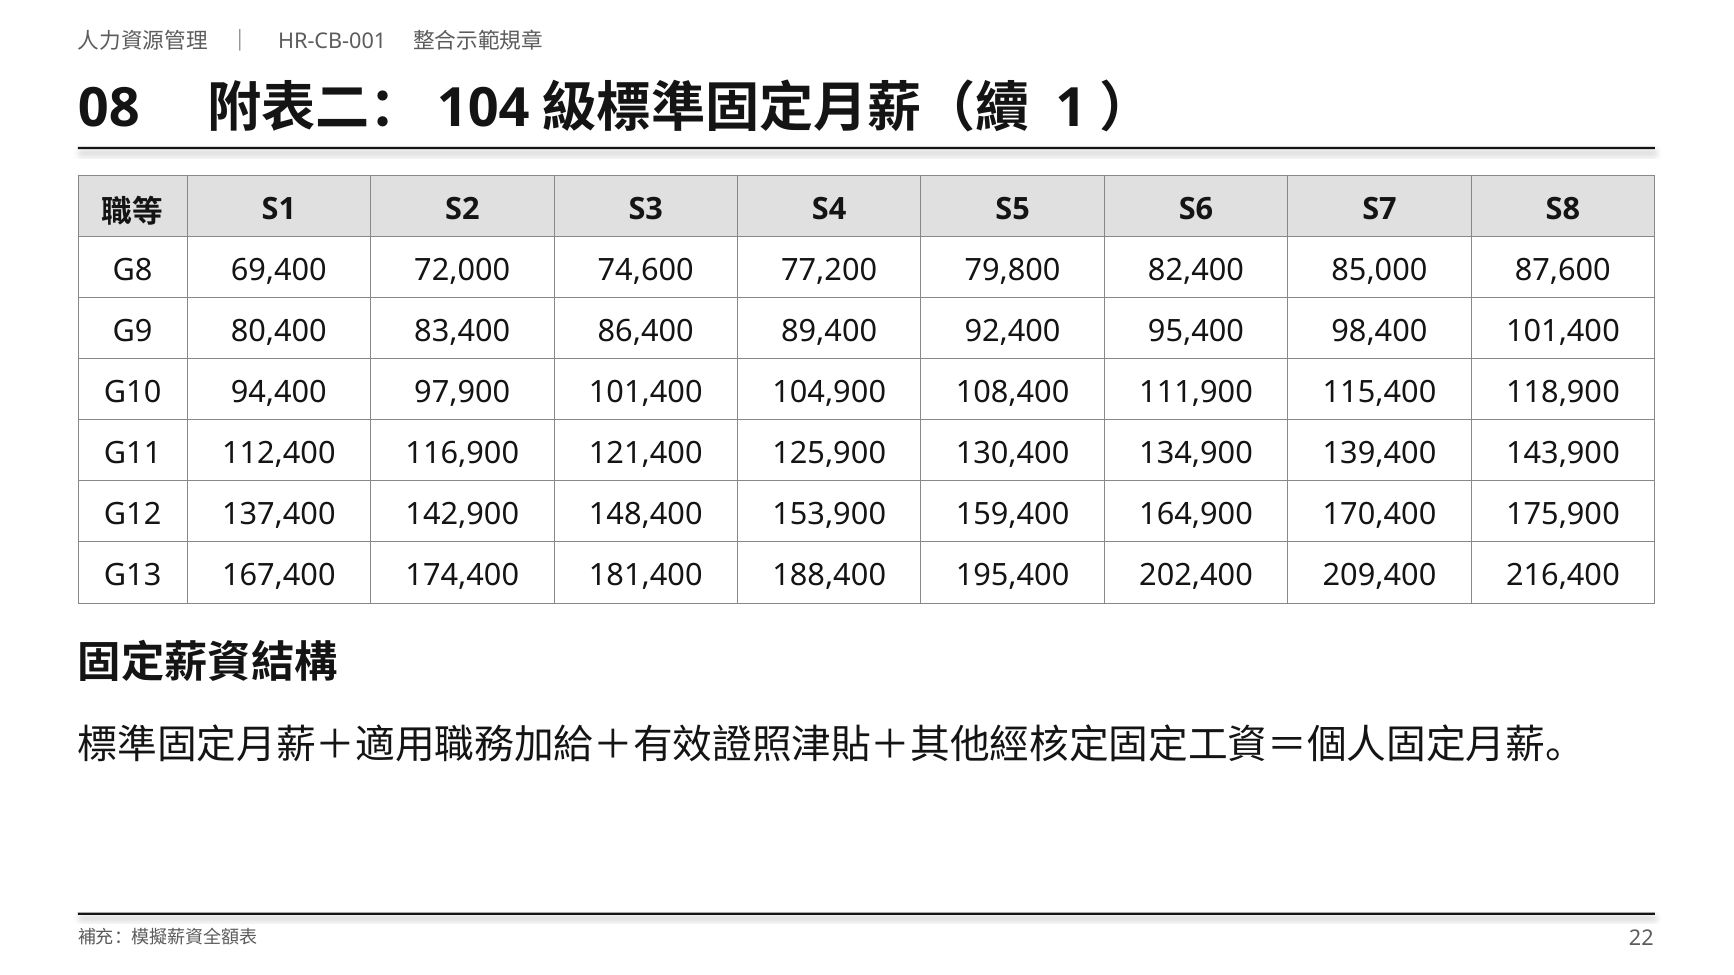 人力資源管理 ｜ HR-CB-001 整合示範規章
08 附表二：104級標準固定月薪（續 1）
職等 S1 S2 S3 S4 S5 S6 S7 S8
G8 69,400 72,000 74,600 77,200 79,800 82,400 85,000 87,600
G9 80,400 83,400 86,400 89,400 92,400 95,400 98,400 101,400
G10 94,400 97,900 101,400 104,900 108,400 111,900 115,400 118,900
G11 112,400 116,900 121,400 125,900 130,400 134,900 139,400 143,900
G12 137,400 142,900 148,400 153,900 159,400 164,900 170,400 175,900
G13 167,400 174,400 181,400 188,400 195,400 202,400 209,400 216,400
固定薪資結構
標準固定月薪＋適用職務加給＋有效證照津貼＋其他經核定固定工資＝個人固定月薪。
補充：模擬薪資全額表
22